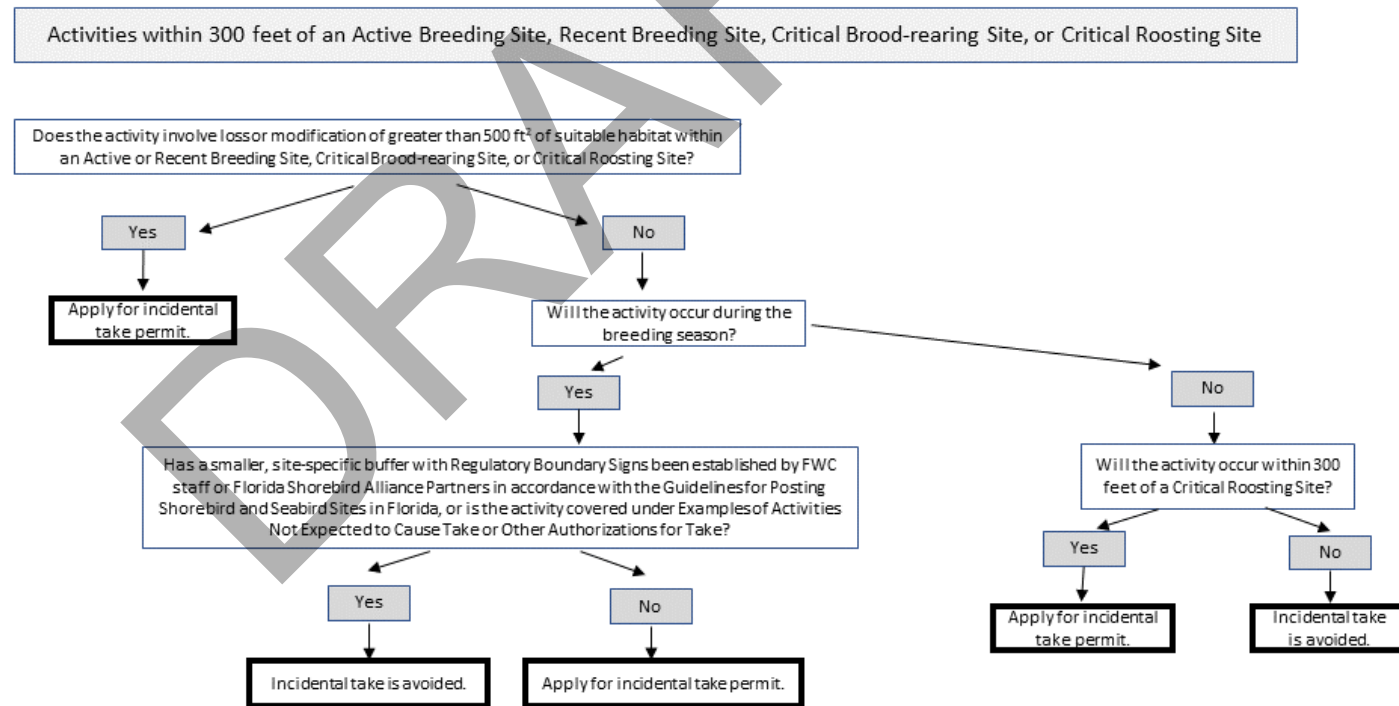 Activities within 300 feet of an Active Breeding Site, Recent Breeding Site, Critical Brood-rearing Site, or Critical Roosting Site
Does the activity involve lossor modification of greater than 500 ft² of suitable habitat within
an Active or Recent Breeding Site, Critical Brood-rearing Site, or Critical Roosting Site?
Yes
No
Apply for incidental
take permit.
Will the activity occur during the
breeding season?
Yes
No
Has a smaller, site-specific buffer with Regulatory Boundary Signs been established by FWC
staff or Florida Shorebird Alliance Partners in accordance with the Guidelines for Posting
Shorebird and Seabird Sites in Florida, or is the activity covered under Examples of Activities
Not Expected to Cause Take or Other Authorizations for Take?
Will the activity occur within 300
feet of a Critical Roosting Site?
Yes
No
Yes
No
Incidental take is avoided.
Apply for incidental take permit.
Apply for incidental
take permit.
Incidental take
is avoided.
DRAF